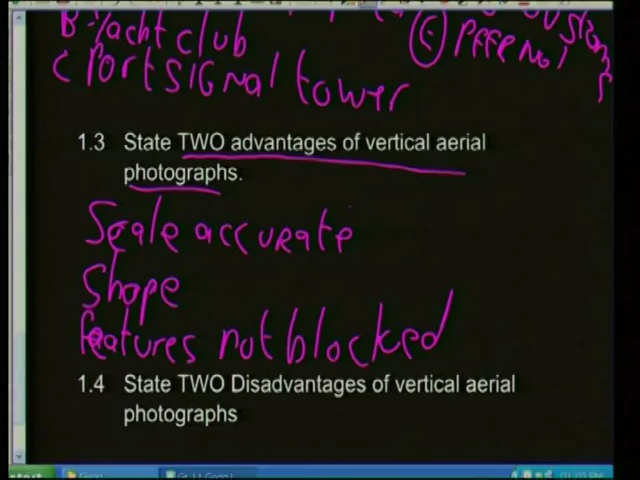 B. Yacht club
C Port SIGNAl tower
1.3 State TWO advantages of vertical aerial
photographs.
Scale accurate
Shape
features not blocked
1.4 State TWO Disadvantages of vertical aerial
photographs